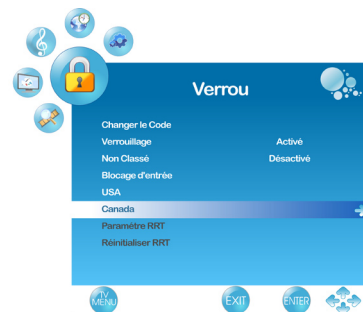 Verrou
Changer le Code
Verrouillage Activé
Non Classé Désactivé
Blocage d'entrée
USA
Canada
Paramètre RRT
Réinitialiser RRT
TV MENU EXIT ENTER